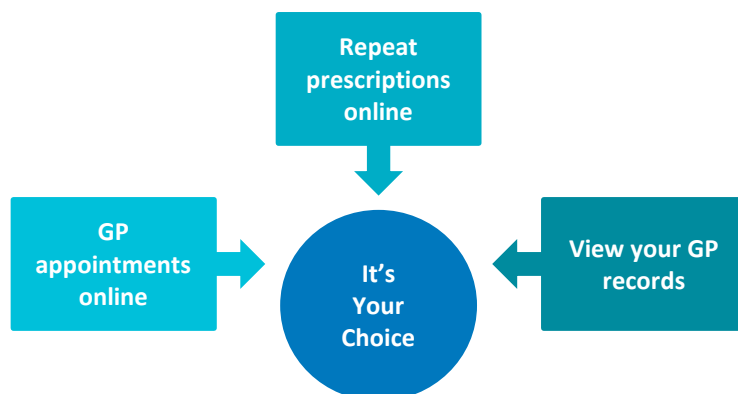 Repeat
prescriptions
online
GP
appointments
online
It’s
Your
Choice
View your GP
records